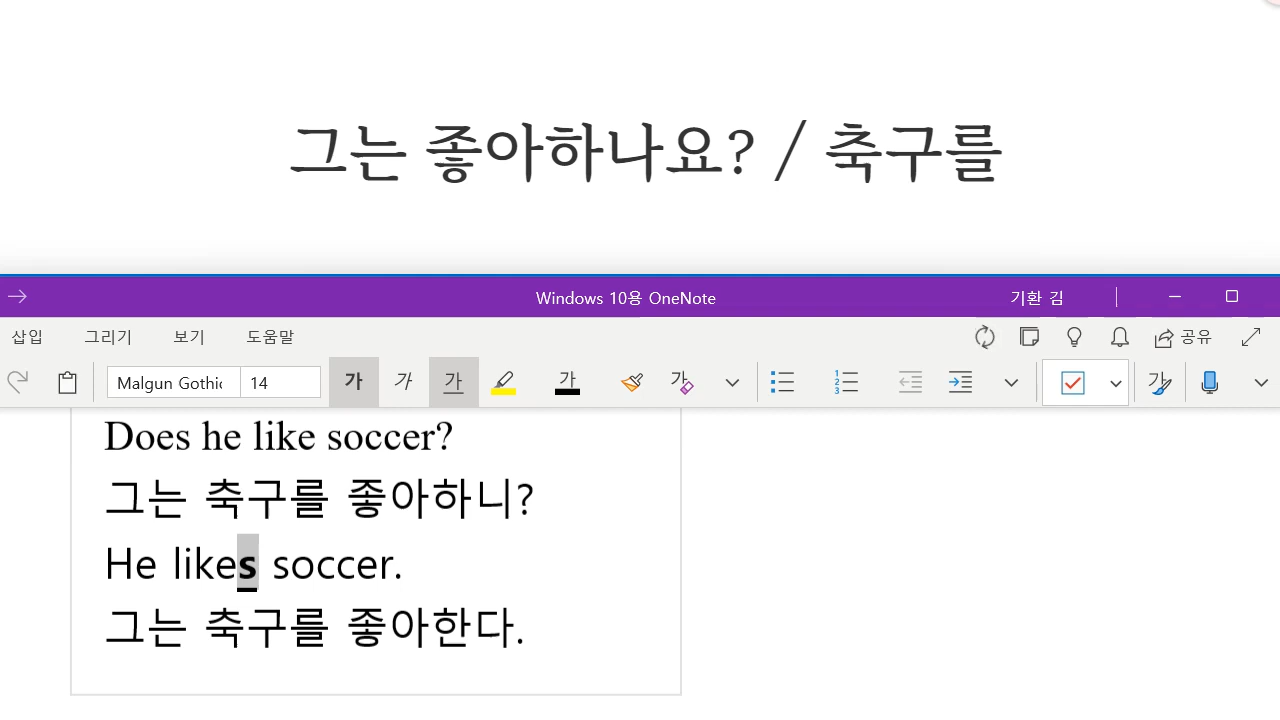 그는 좋아하나요? / 축구를
Windows 10용 OneNote 기환 김
삽입 그리기 보기 도움말 공유
Malgun Gothic 14 가 가 가 가 가 가
Does he like soccer?
그는 축구를 좋아하니?
He likes soccer.
그는 축구를 좋아한다.